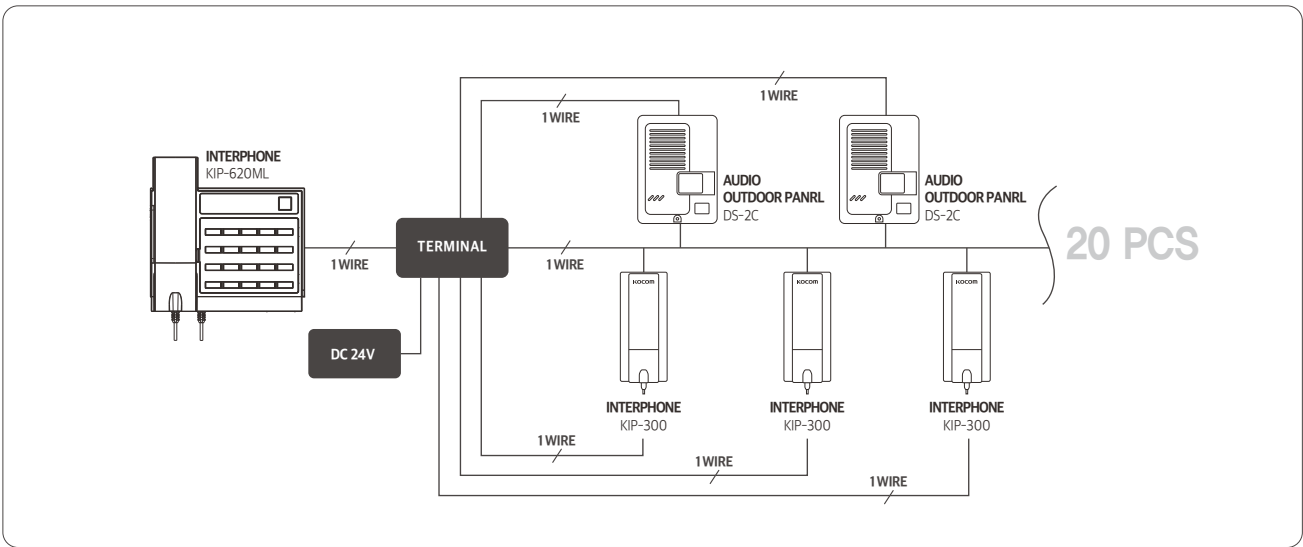 1 WIRE
1 WIRE
INTERPHONE
KIP-620ML
AUDIO
OUTDOOR PANRL
DS-2C
AUDIO
OUTDOOR PANRL
DS-2C
TERMINAL
1 WIRE
1 WIRE
20 PCS
KOCOM
KOCOM
KOCOM
DC 24V
INTERPHONE
KIP-300
INTERPHONE
KIP-300
INTERPHONE
KIP-300
1 WIRE
1 WIRE
1 WIRE